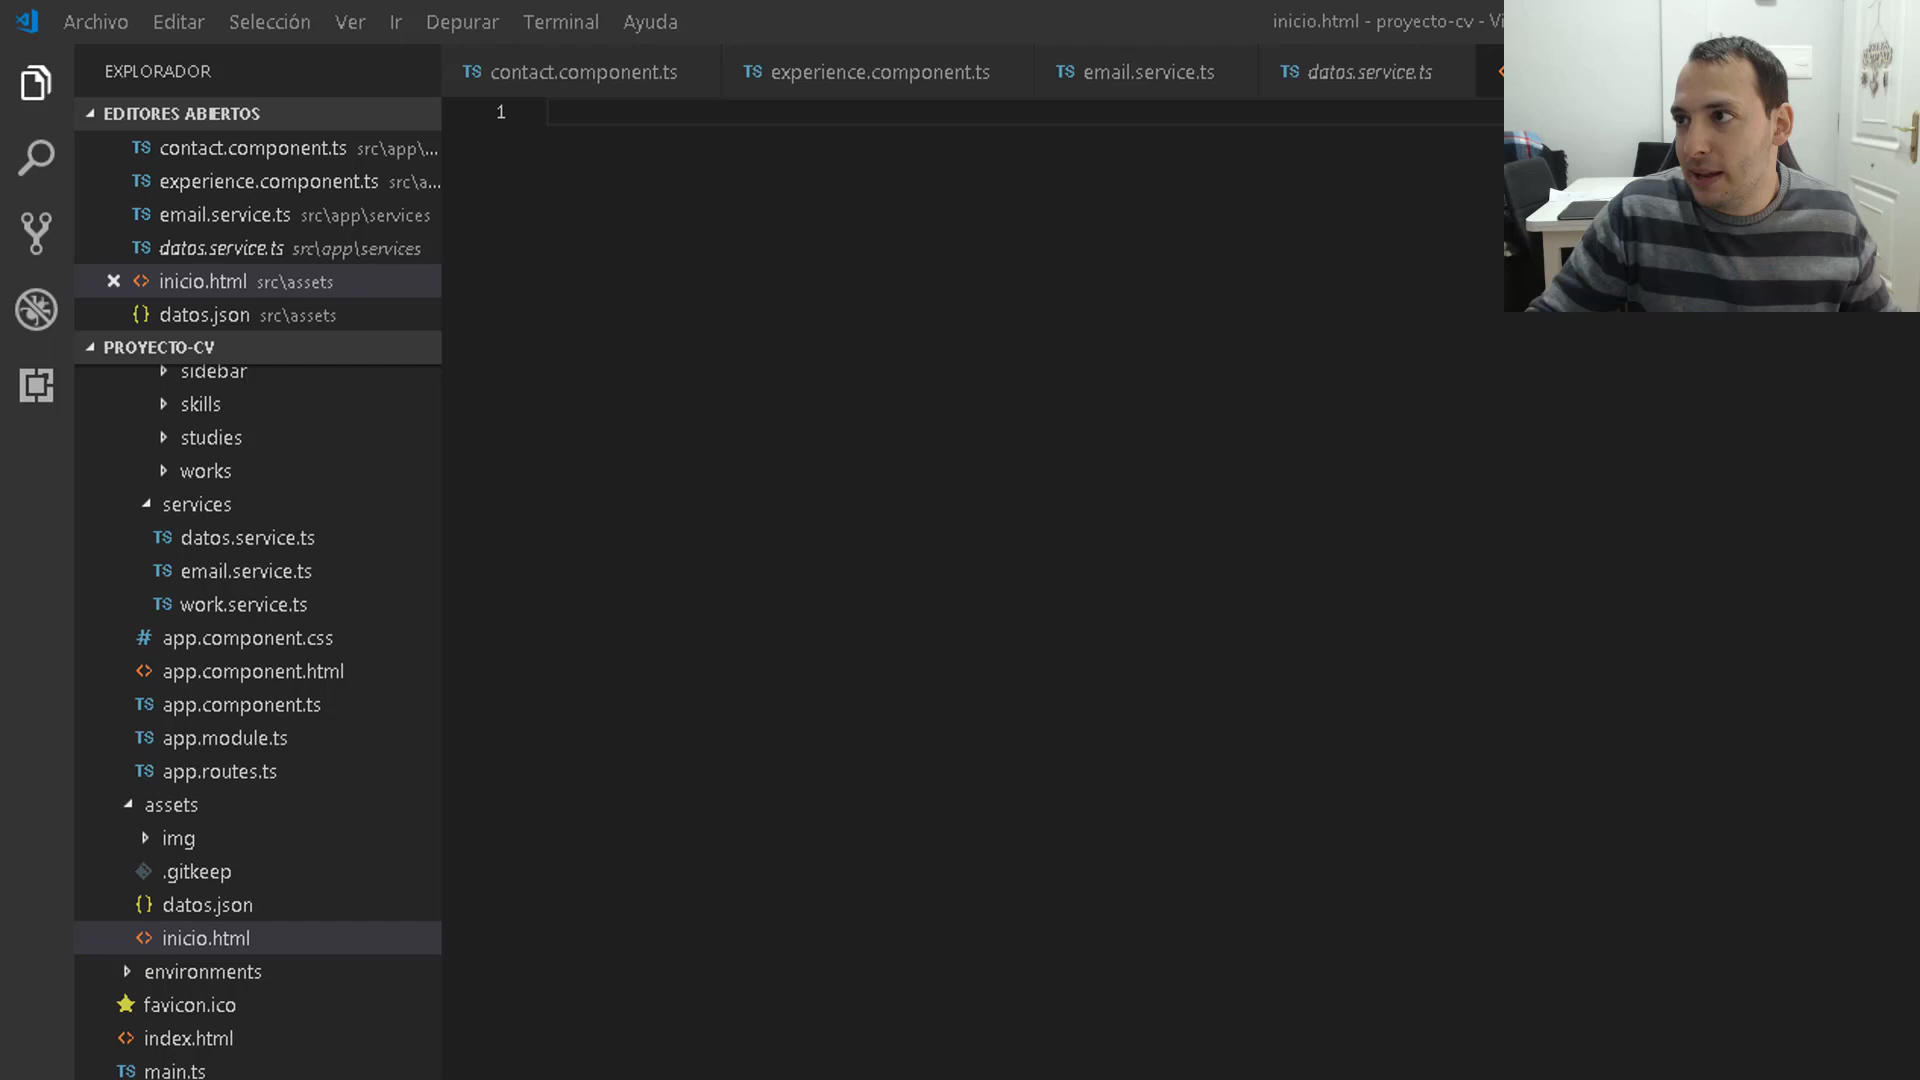 Archivo Editar Selección Ver Ir Depurar Terminal Ayuda
inicio.html - proyecto-cv - Vi
EXPLORADOR
EDITORES ABIERTOS
TS contact.component.ts src\app\...
TS experience.component.ts src\a...
TS email.service.ts src\app\services
TS datos.service.ts src\app\services
inicio.html src\assets
{} datos.json src\assets
PROYECTO-CV
sidebar
skills
studies
works
services
TS datos.service.ts
TS email.service.ts
TS work.service.ts
# app.component.css
<> app.component.html
TS app.component.ts
TS app.module.ts
TS app.routes.ts
assets
img
.gitkeep
{} datos.json
<> inicio.html
environments
favicon.ico
<> index.html
TS main.ts
TS contact.component.ts TS experience.component.ts TS email.service.ts TS datos.service.ts
1